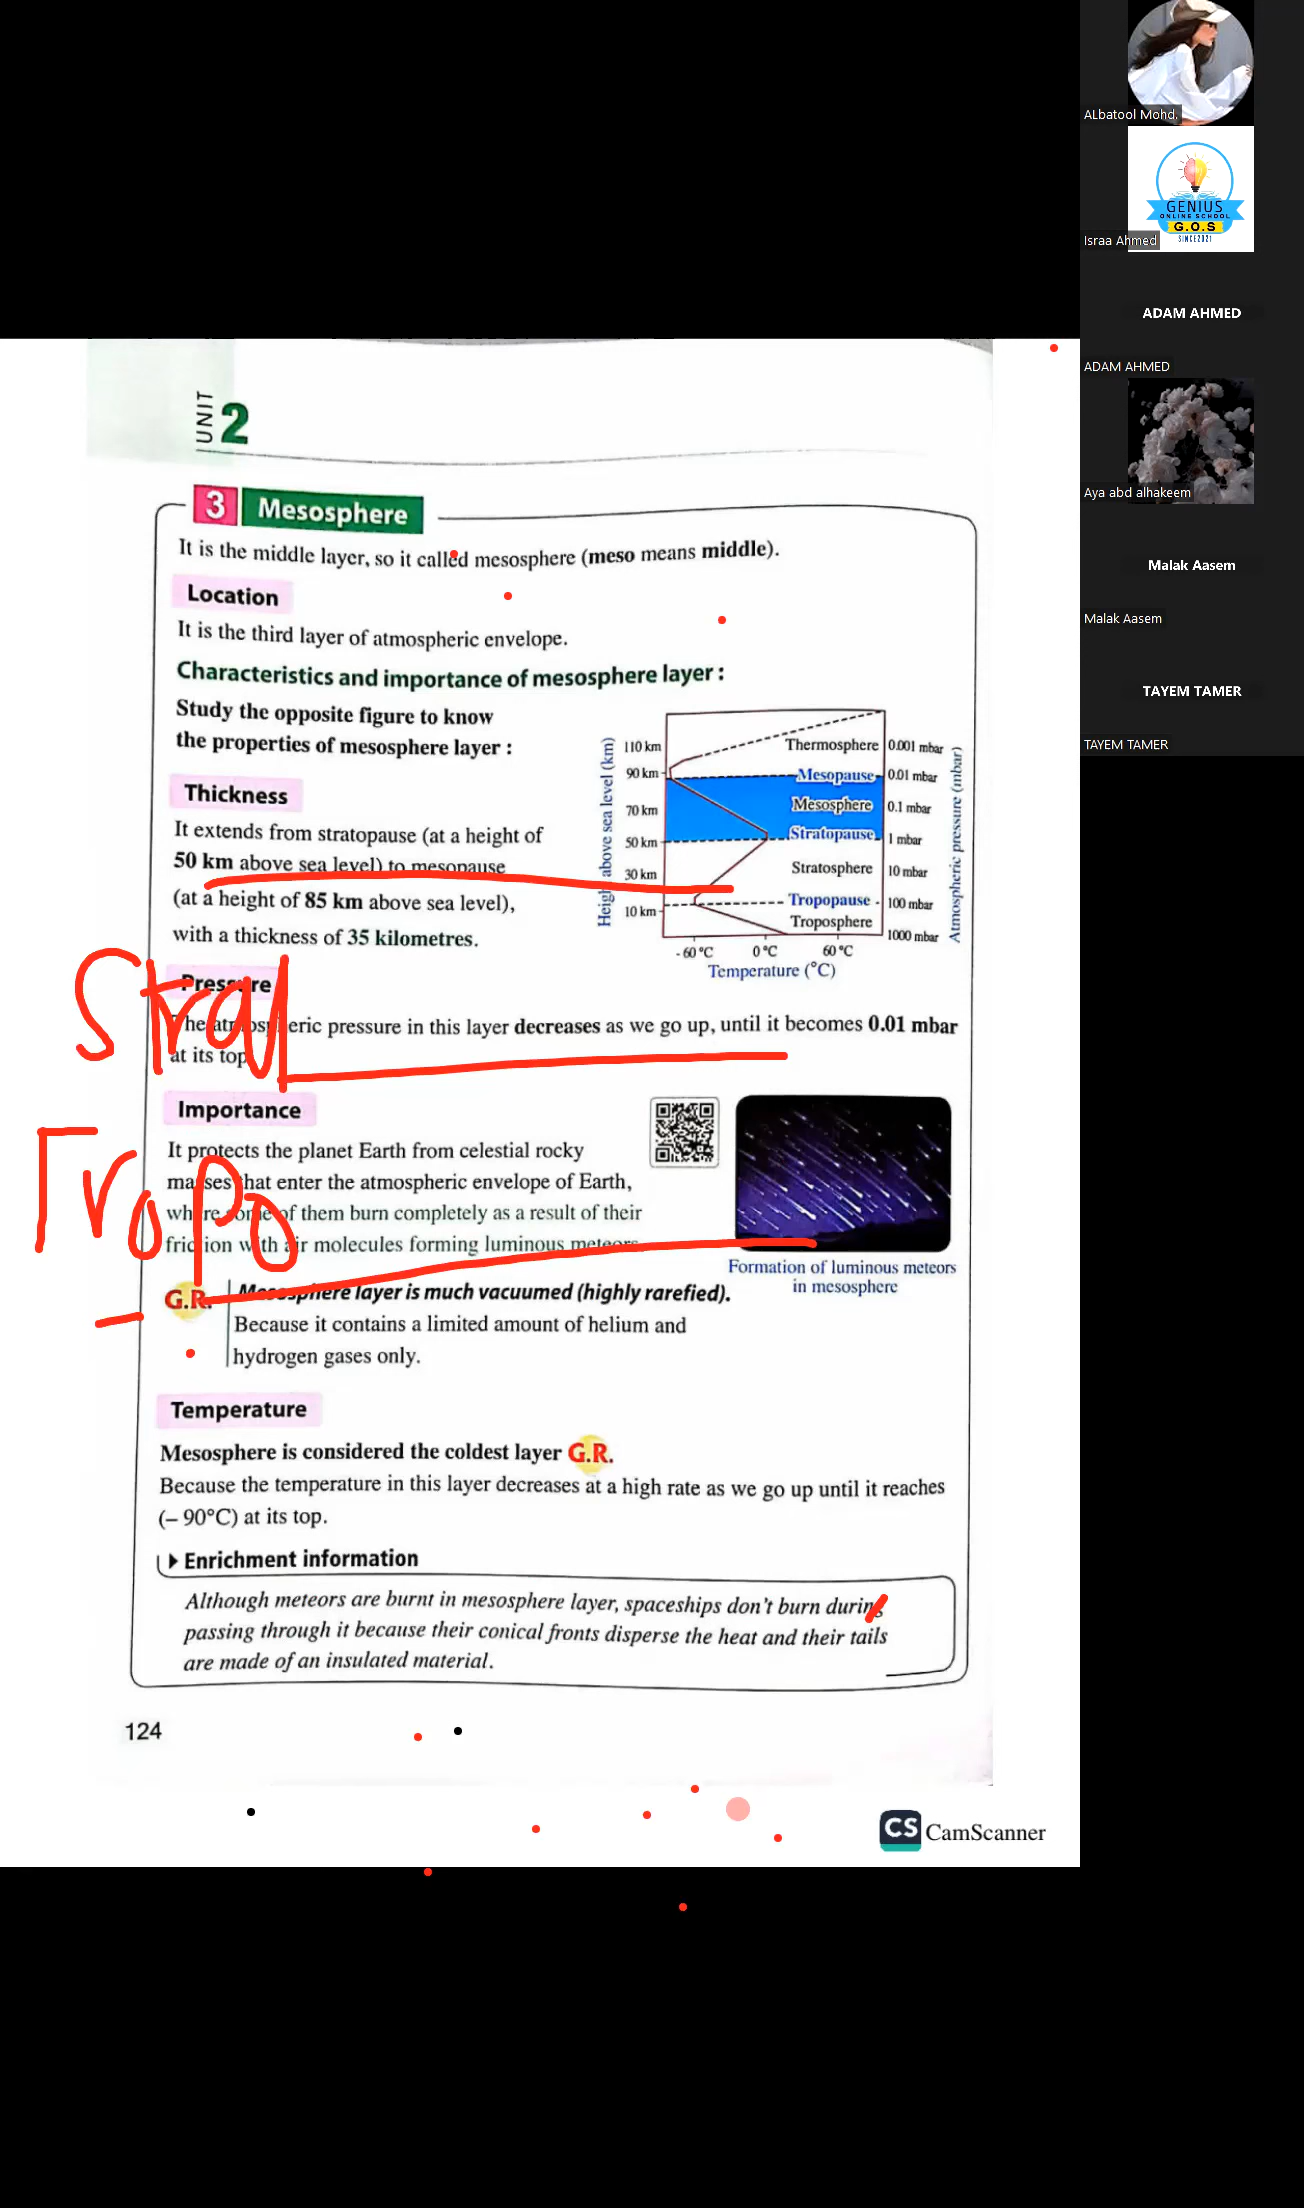 UNIT 2
3 Mesosphere
It is the middle layer, so it called mesosphere (meso means middle).
Location
It is the third layer of atmospheric envelope.
Characteristics and importance of mesosphere layer :
Study the opposite figure to know
the properties of mesosphere layer :
Thickness
It extends from stratopause (at a height of
50 km above sea level) to mesopause
(at a height of 85 km above sea level),
with a thickness of 35 kilometres.
Height above sea level (km)
110 km
90 km
70 km
50 km
30 km
10 km
Thermosphere
Mesopause
Mesosphere
Stratopause
Stratosphere
Tropopause
Troposphere
0.001 mbar
0.01 mbar
0.1 mbar
1 mbar
10 mbar
100 mbar
1000 mbar
Atmospheric pressure (mbar)
- 60 °C 0 °C 60 °C
Temperature (°C)
Pressure
The atmospheric pressure in this layer decreases as we go up, until it becomes 0.01 mbar
at its top
Importance
It protects the planet Earth from celestial rocky
masses that enter the atmospheric envelope of Earth,
where some of them burn completely as a result of their
friction with air molecules forming luminous meteors
Formation of luminous meteors
in mesosphere
G.R. Mesosphere layer is much vacuumed (highly rarefied).
Because it contains a limited amount of helium and
hydrogen gases only.
Temperature
Mesosphere is considered the coldest layer G.R.
Because the temperature in this layer decreases at a high rate as we go up until it reaches
(– 90°C) at its top.
Enrichment information
Although meteors are burnt in mesosphere layer, spaceships don't burn during
passing through it because their conical fronts disperse the heat and their tails
are made of an insulated material.
124
CS CamScanner
Tropo
ALbatool Mohd.
GENIUS
ONLINE SCHOOL
G.O.S
SINCE2021
Israa Ahmed
ADAM AHMED
ADAM AHMED
Aya abd alhakeem
Malak Aasem
Malak Aasem
TAYEM TAMER
TAYEM TAMER